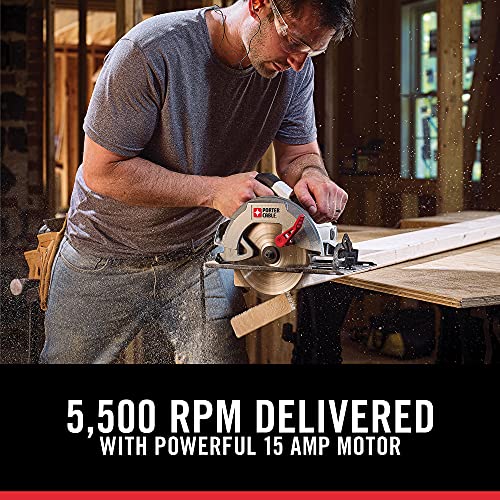 PORTER
CABLE
5,500 RPM DELIVERED
WITH POWERFUL 15 AMP MOTOR